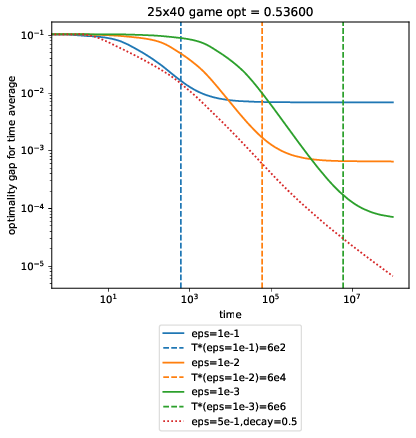 25x40 game opt = 0.53600
optimality gap for time average
10⁻¹
10⁻²
10⁻³
10⁻⁴
10⁻⁵
10¹ 10³ 10⁵ 10⁷
time
eps=1e-1
T*(eps=1e-1)=6e2
eps=1e-2
T*(eps=1e-2)=6e4
eps=1e-3
T*(eps=1e-3)=6e6
eps=5e-1,decay=0.5